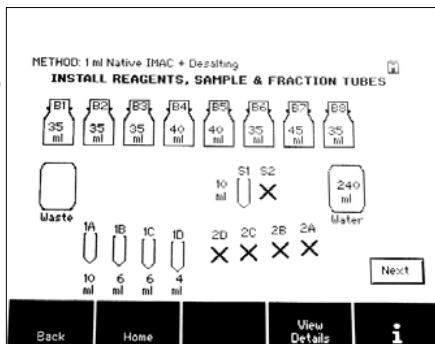 METHOD: 1 ml Native IMAC + Desalting
INSTALL REAGENTS, SAMPLE & FRACTION TUBES
B1 B2 B3 B4 B5 B6 B7 B8
35 ml 35 ml 35 ml 40 ml 40 ml 35 ml 45 ml 35 ml
S1 S2
10 ml
240 ml
Waste
Water
1A 1B 1C 1D 2D 2C 2B 2A
10 ml 6 ml 6 ml 4 ml
Next
Back Home View Details i